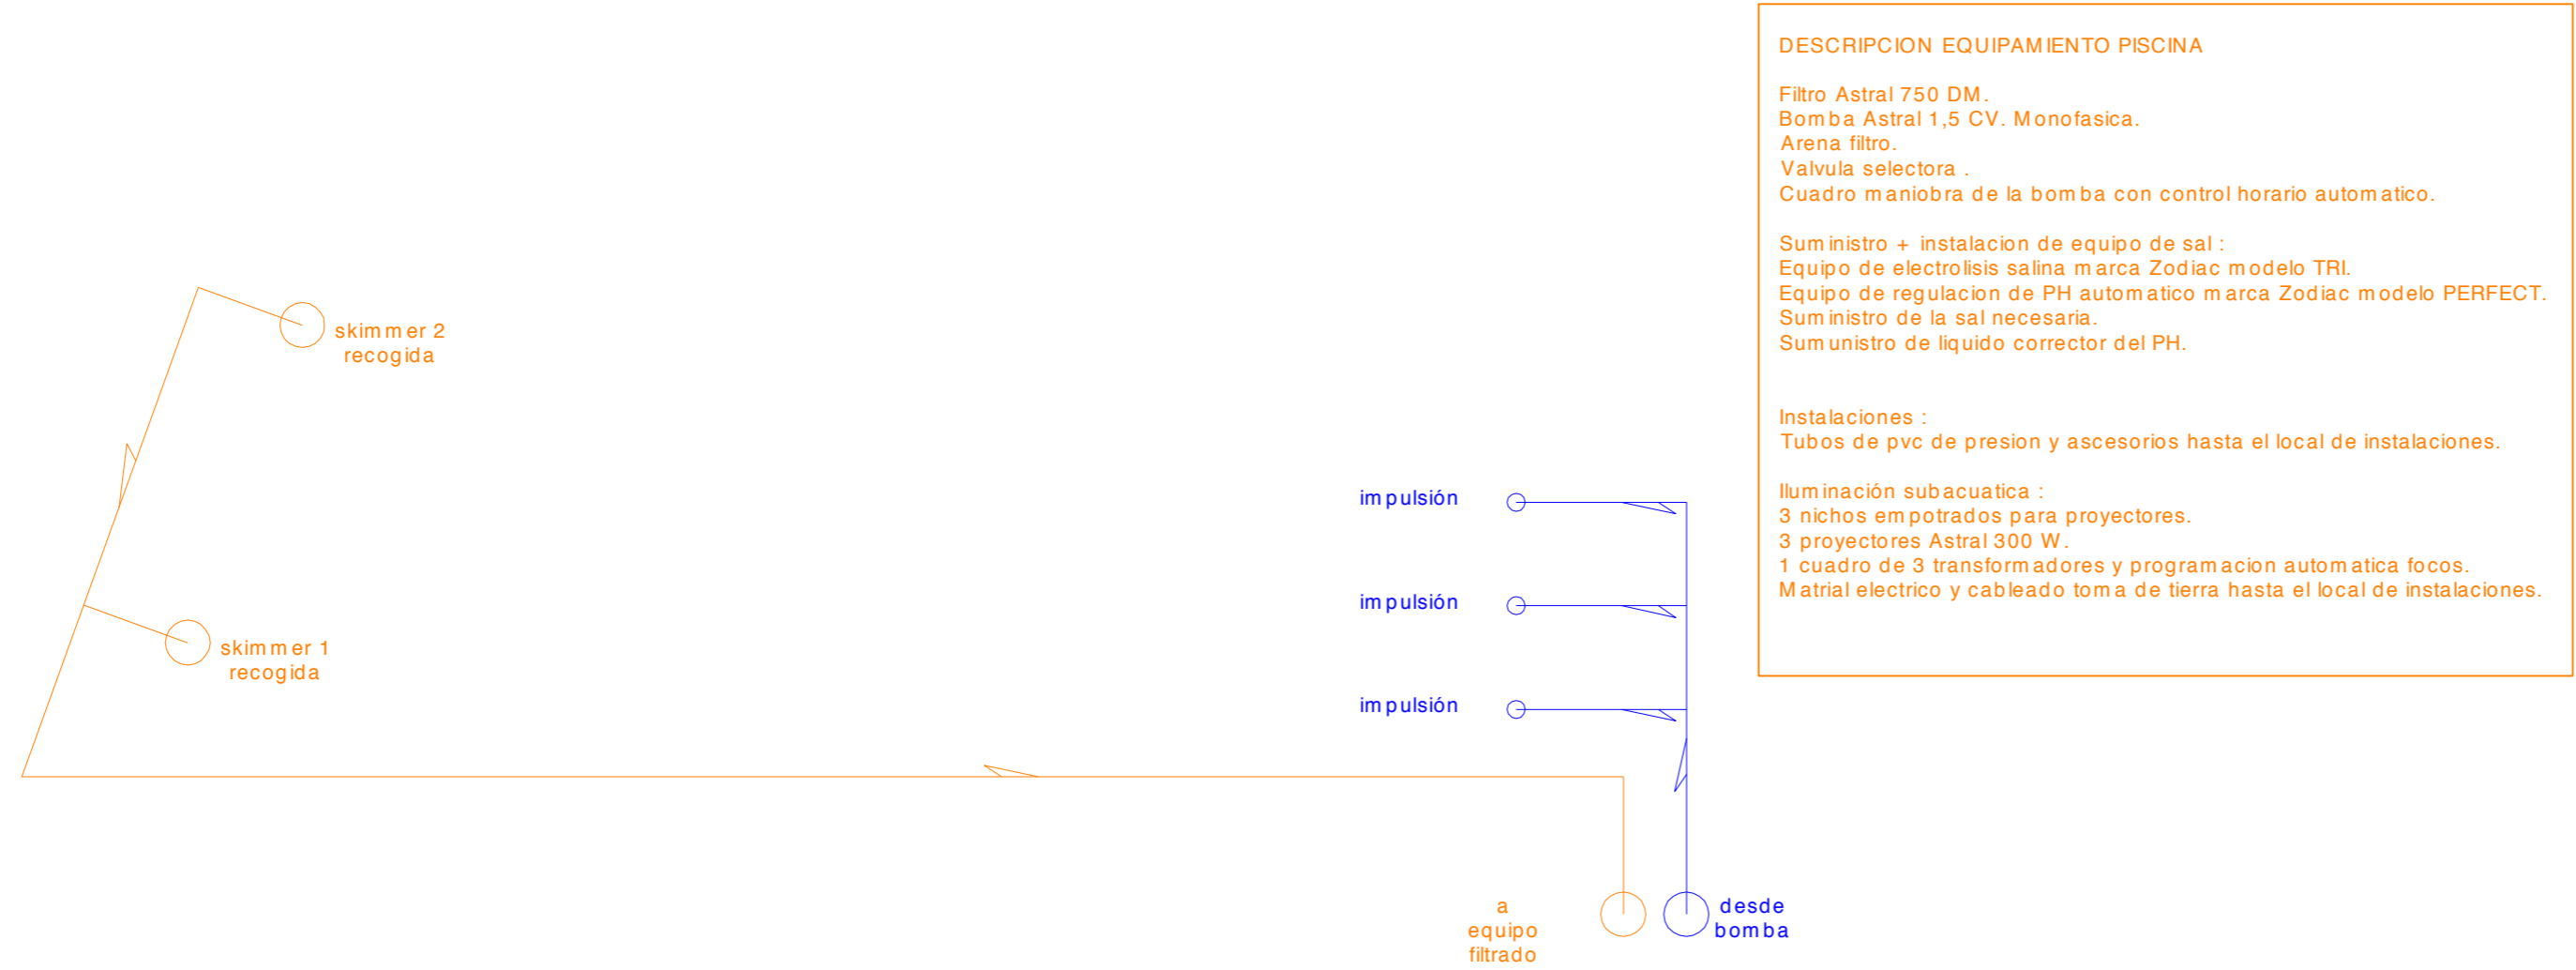 DESCRIPCION EQUIPAMIENTO PISCINA
Filtro Astral 750 DM.
Bomba Astral 1,5 CV. Monofasica.
Arena filtro.
Valvula selectora .
Cuadro maniobra de la bomba con control horario automatico.
Suministro + instalacion de equipo de sal :
Equipo de electrolisis salina marca Zodiac modelo TRI.
Equipo de regulacion de PH automatico marca Zodiac modelo PERFECT.
Suministro de la sal necesaria.
Sumunistro de liquido corrector del PH.
Instalaciones :
Tubos de pvc de presion y ascesorios hasta el local de instalaciones.
Iluminación subacuatica :
3 nichos empotrados para proyectores.
3 proyectores Astral 300 W.
1 cuadro de 3 transformadores y programacion automatica focos.
Matrial electrico y cableado toma de tierra hasta el local de instalaciones.
skimmer 2
recogida
skimmer 1
recogida
impulsión
impulsión
impulsión
a
equipo
filtrado
desde
bomba